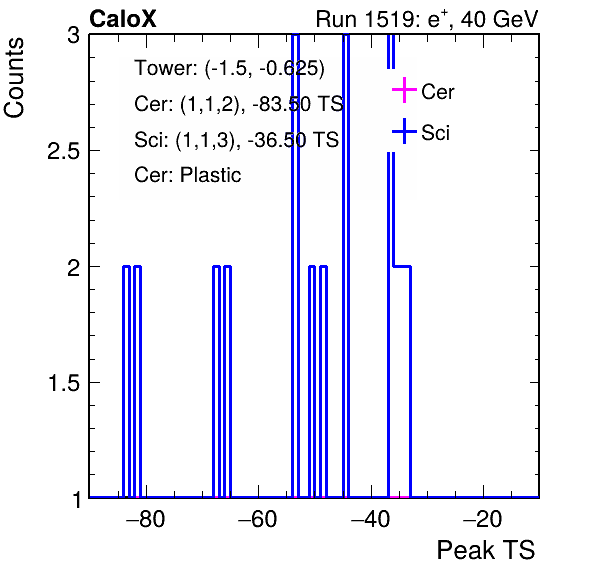 CaloX Run 1519: e+, 40 GeV
Counts
3
2.5
2
1.5
1
Tower: (-1.5, -0.625)
Cer: (1,1,2), -83.50 TS
Sci: (1,1,3), -36.50 TS
Cer: Plastic
Cer
Sci
−80 −60 −40 −20
Peak TS